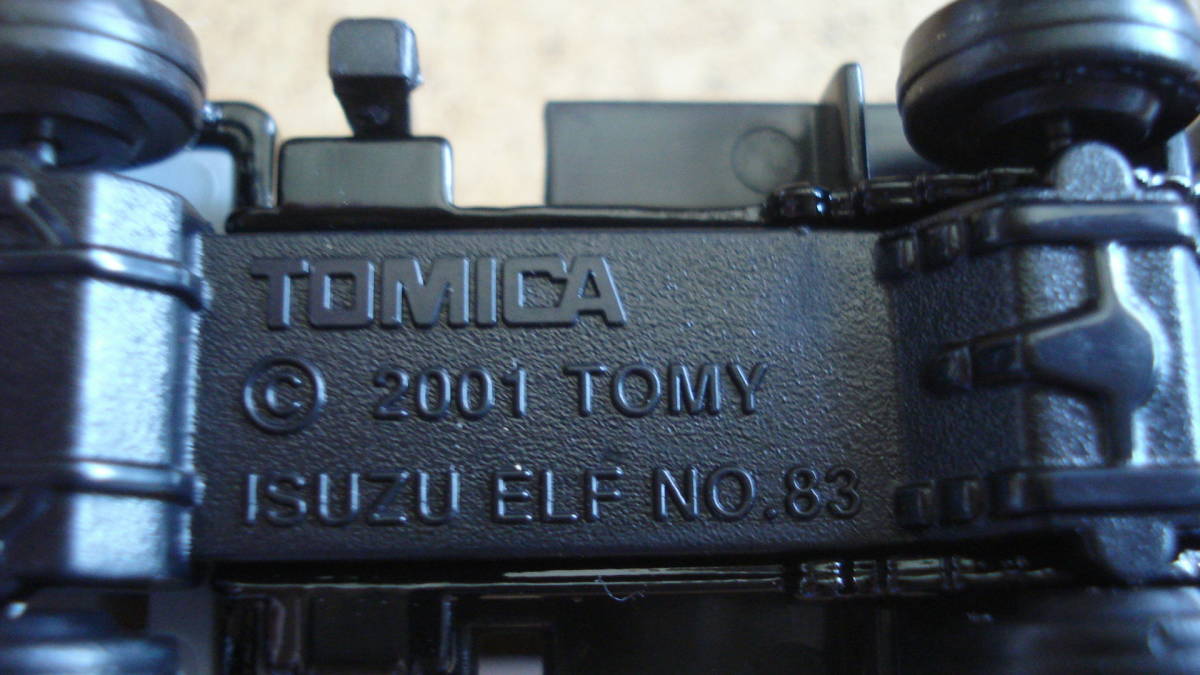 TOMICA
© 2001 TOMY
ISUZU ELF NO.83